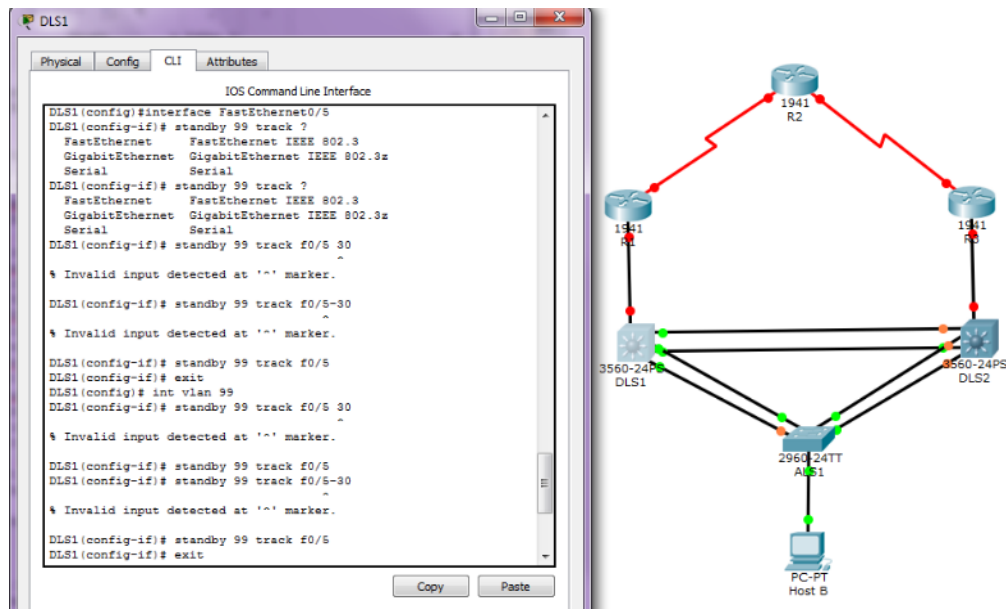 DLS1
Physical Config CLI Attributes
IOS Command Line Interface
DLS1(config)#interface FastEthernet0/5
DLS1(config-if)# standby 99 track ?
FastEthernet FastEthernet IEEE 802.3
GigabitEthernet GigabitEthernet IEEE 802.3z
Serial Serial
DLS1(config-if)# standby 99 track ?
FastEthernet FastEthernet IEEE 802.3
GigabitEthernet GigabitEthernet IEEE 802.3z
Serial Serial
DLS1(config-if)# standby 99 track f0/5 30
^
% Invalid input detected at '^' marker.
DLS1(config-if)# standby 99 track f0/5-30
^
% Invalid input detected at '^' marker.
DLS1(config-if)# standby 99 track f0/5
DLS1(config-if)# exit
DLS1(config)# int vlan 99
DLS1(config-if)# standby 99 track f0/5 30
^
% Invalid input detected at '^' marker.
DLS1(config-if)# standby 99 track f0/5
DLS1(config-if)# standby 99 track f0/5-30
^
% Invalid input detected at '^' marker.
DLS1(config-if)# standby 99 track f0/5
DLS1(config-if)# exit
Copy Paste
1941
R2
1941
R1
1941
R3
3560-24PS
DLS1
3560-24PS
DLS2
2960-24TT
ALS1
PC-PT
Host B